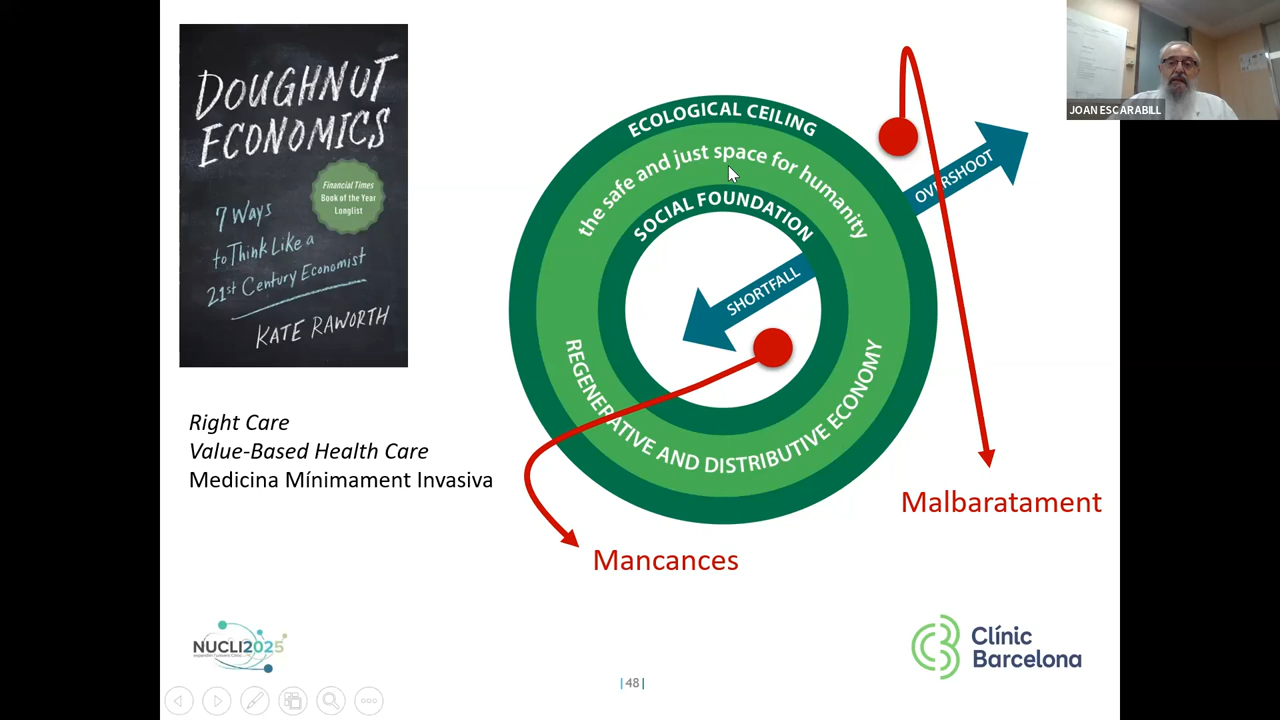 DOUGHNUT
ECONOMICS
Financial Times
Book of the Year
Longlist
7 Ways
to Think Like a
21st Century Economist
KATE RAWORTH
Right Care
Value-Based Health Care
Medicina Mínimament Invasiva
ECOLOGICAL CEILING
the safe and just space for humanity
SOCIAL FOUNDATION
OVERSHOOT
SHORTFALL
REGENERATIVE AND DISTRIBUTIVE ECONOMY
Malbaratament
Mancances
JOAN ESCARABILL
NUCLI2025
Clínic
Barcelona
|48|